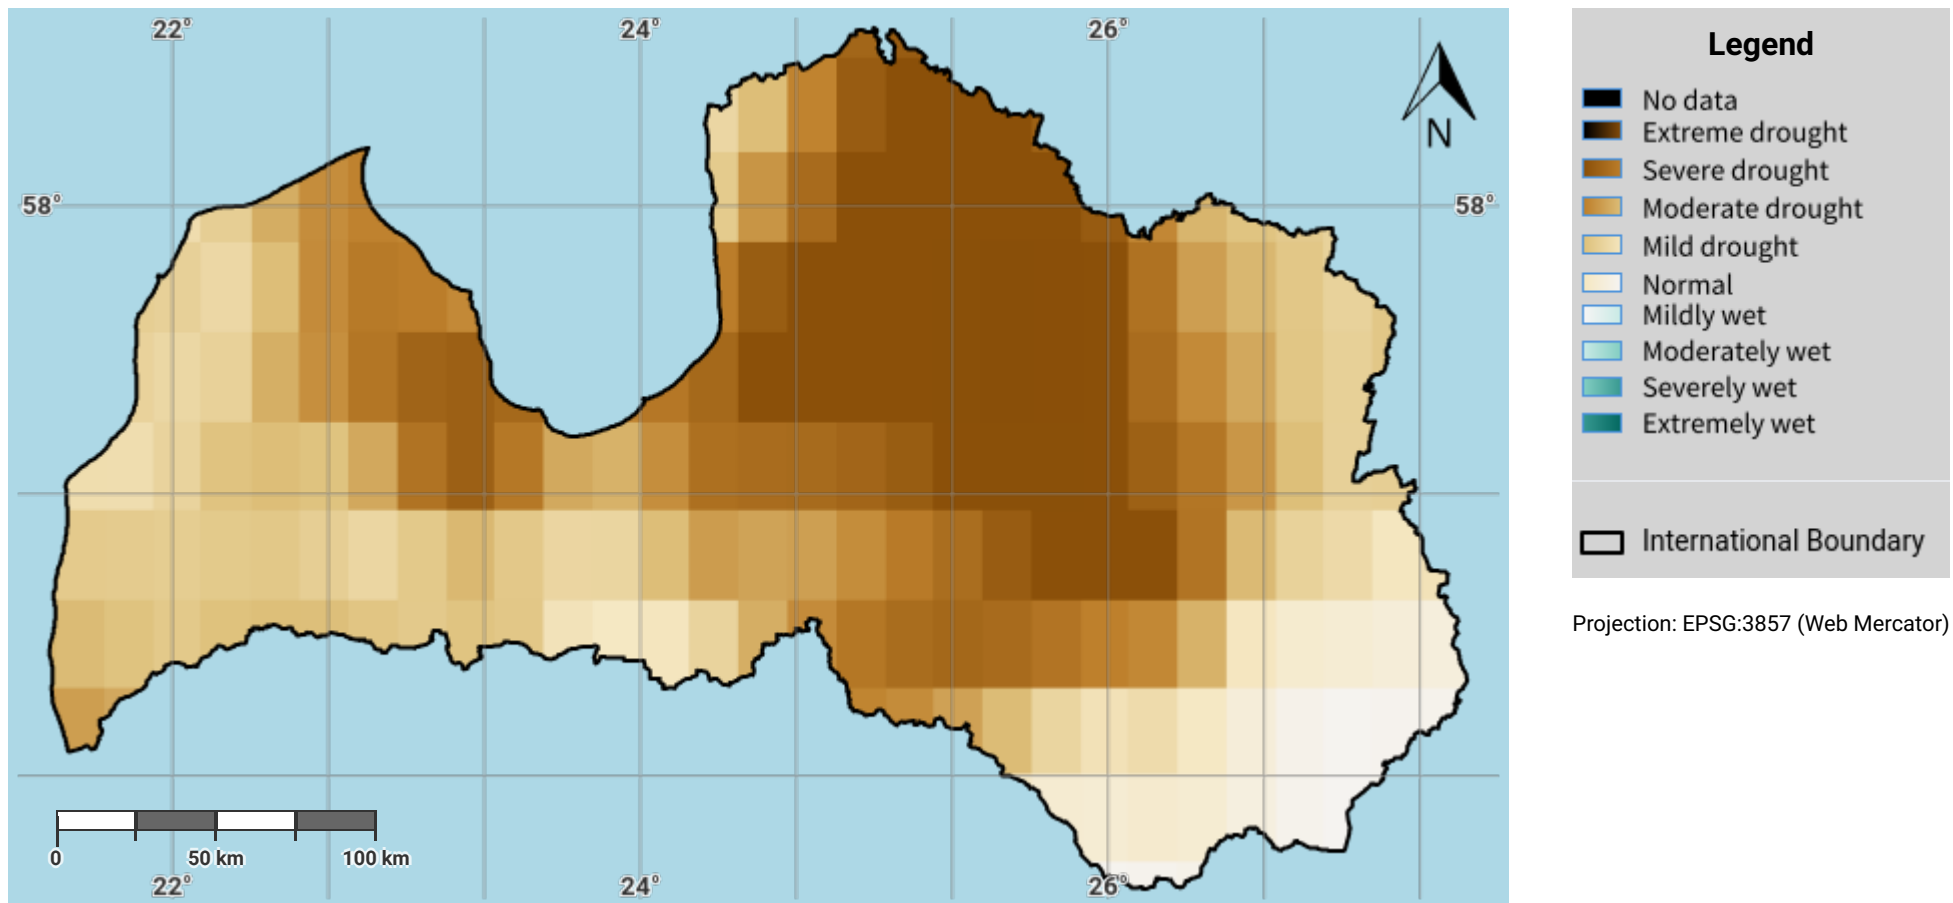 22°
24°
26°
58°
58°
N
0
50 km
100 km
22°
24°
26°
Legend
No data
Extreme drought
Severe drought
Moderate drought
Mild drought
Normal
Mildly wet
Moderately wet
Severely wet
Extremely wet
International Boundary
Projection: EPSG:3857 (Web Mercator)